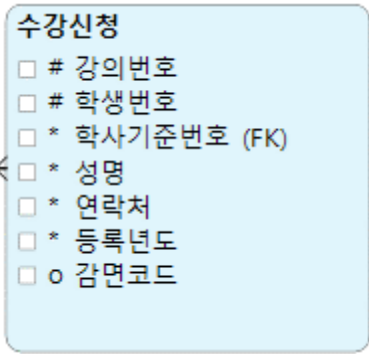 수강신청
# 강의번호
# 학생번호
* 학사기준번호 (FK)
* 성명
* 연락처
* 등록년도
o 감면코드